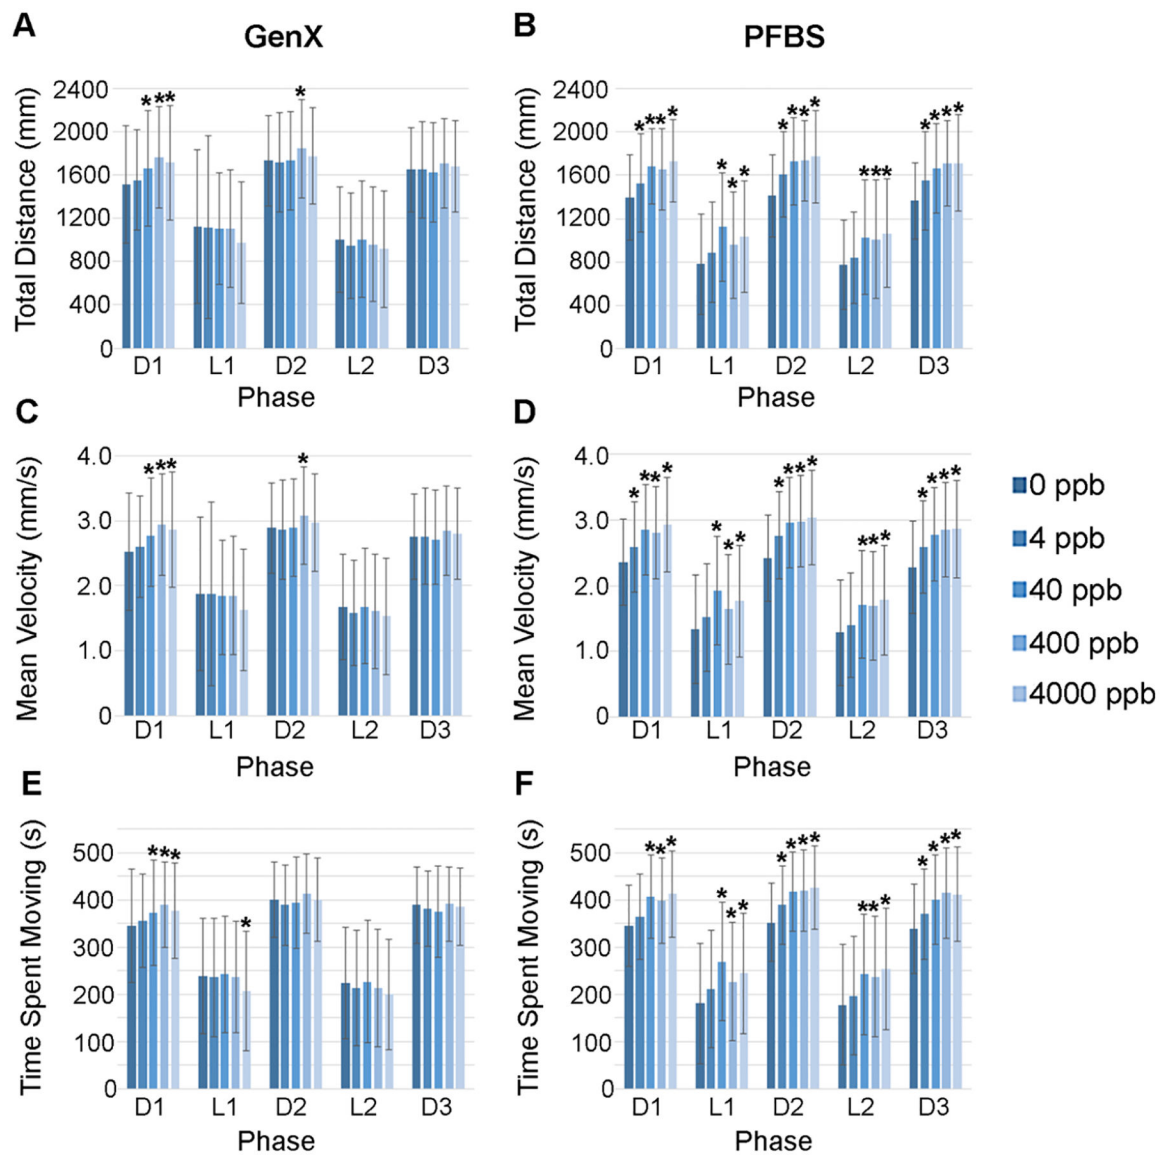 A
GenX
B
PFBS
Total Distance (mm)
2400
2000
1600
1200
800
400
0
* ** *
D1 L1 D2 L2 D3
Phase
Total Distance (mm)
2400
2000
1600
1200
800
400
0
* ** * * * * * ** * *** * ** *
D1 L1 D2 L2 D3
Phase
C
Mean Velocity (mm/s)
4.0
3.0
2.0
1.0
0
* ** *
D1 L1 D2 L2 D3
Phase
D
Mean Velocity (mm/s)
4.0
3.0
2.0
1.0
0
* ** * * * * * ** * ** * * ** *
D1 L1 D2 L2 D3
Phase
0 ppb
4 ppb
40 ppb
400 ppb
4000 ppb
E
Time Spent Moving (s)
500
400
300
200
100
0
* ** *
D1 L1 D2 L2 D3
Phase
F
Time Spent Moving (s)
500
400
300
200
100
0
** * * * * * ** * ** * * * * *
D1 L1 D2 L2 D3
Phase